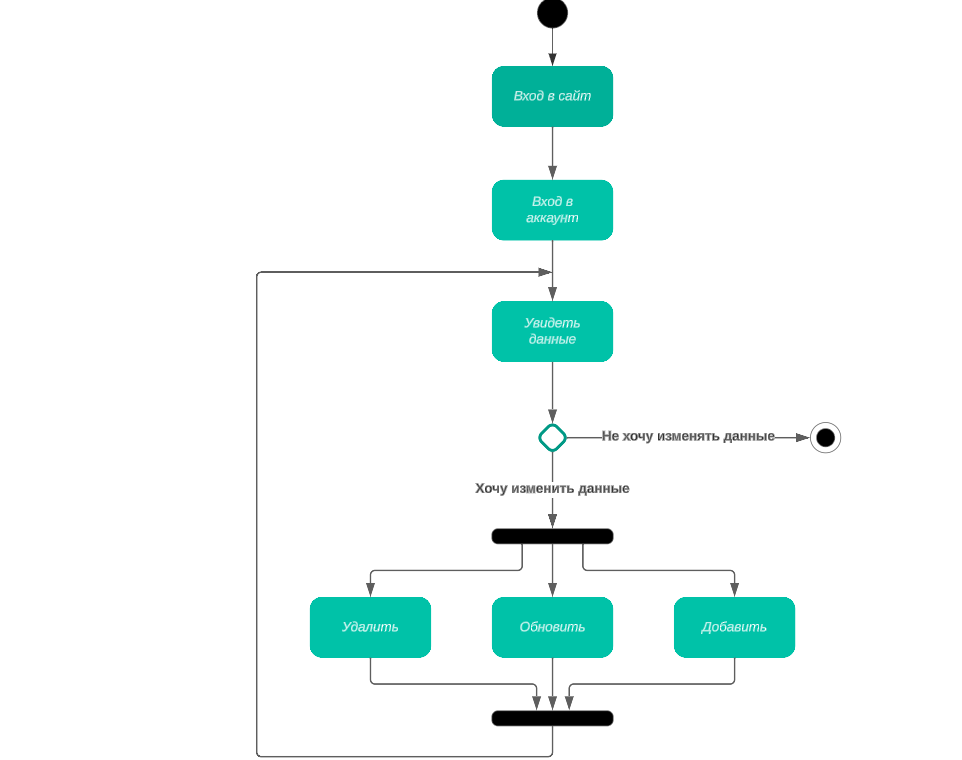 Вход в сайт
Вход в
аккаунт
Увидеть
данные
Не хочу изменять данные
Хочу изменить данные
Удалить
Обновить
Добавить